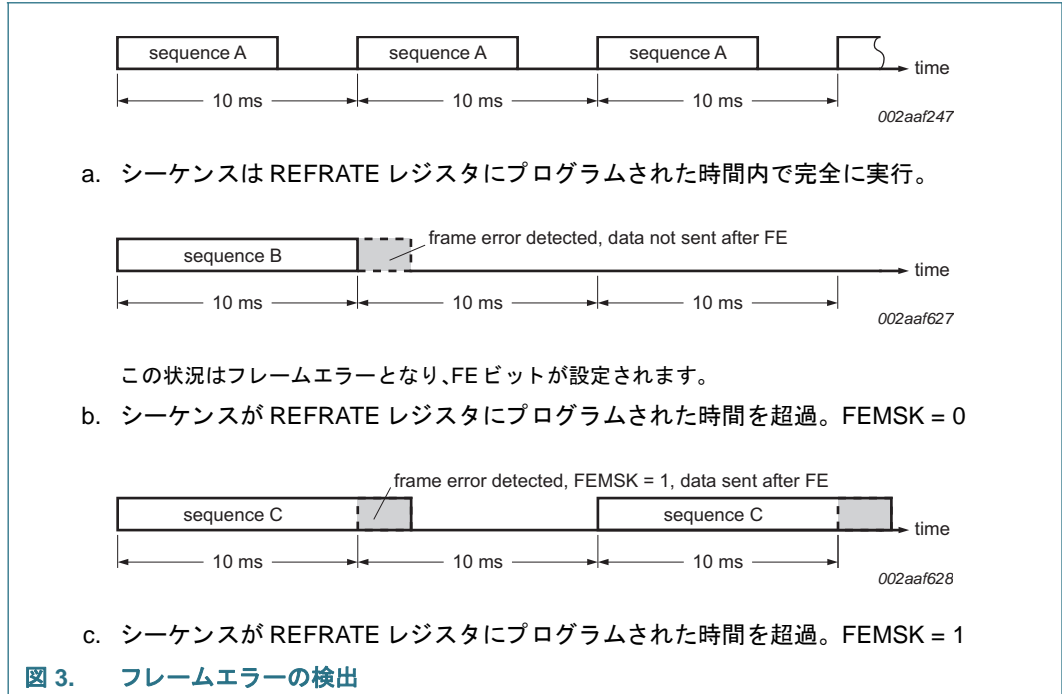 sequence A sequence A sequence A
time
10 ms 10 ms 10 ms
002aaf247
a. シーケンスは REFRATE レジスタにプログラムされた時間内で完全に実行。
frame error detected, data not sent after FE
sequence B
time
10 ms 10 ms 10 ms
002aaf627
この状況はフレームエラーとなり、FE ビットが設定されます。
b. シーケンスが REFRATE レジスタにプログラムされた時間を超過。FEMSK = 0
frame error detected, FEMSK = 1, data sent after FE
sequence C sequence C
time
10 ms 10 ms 10 ms
002aaf628
c. シーケンスが REFRATE レジスタにプログラムされた時間を超過。FEMSK = 1
図 3. フレームエラーの検出